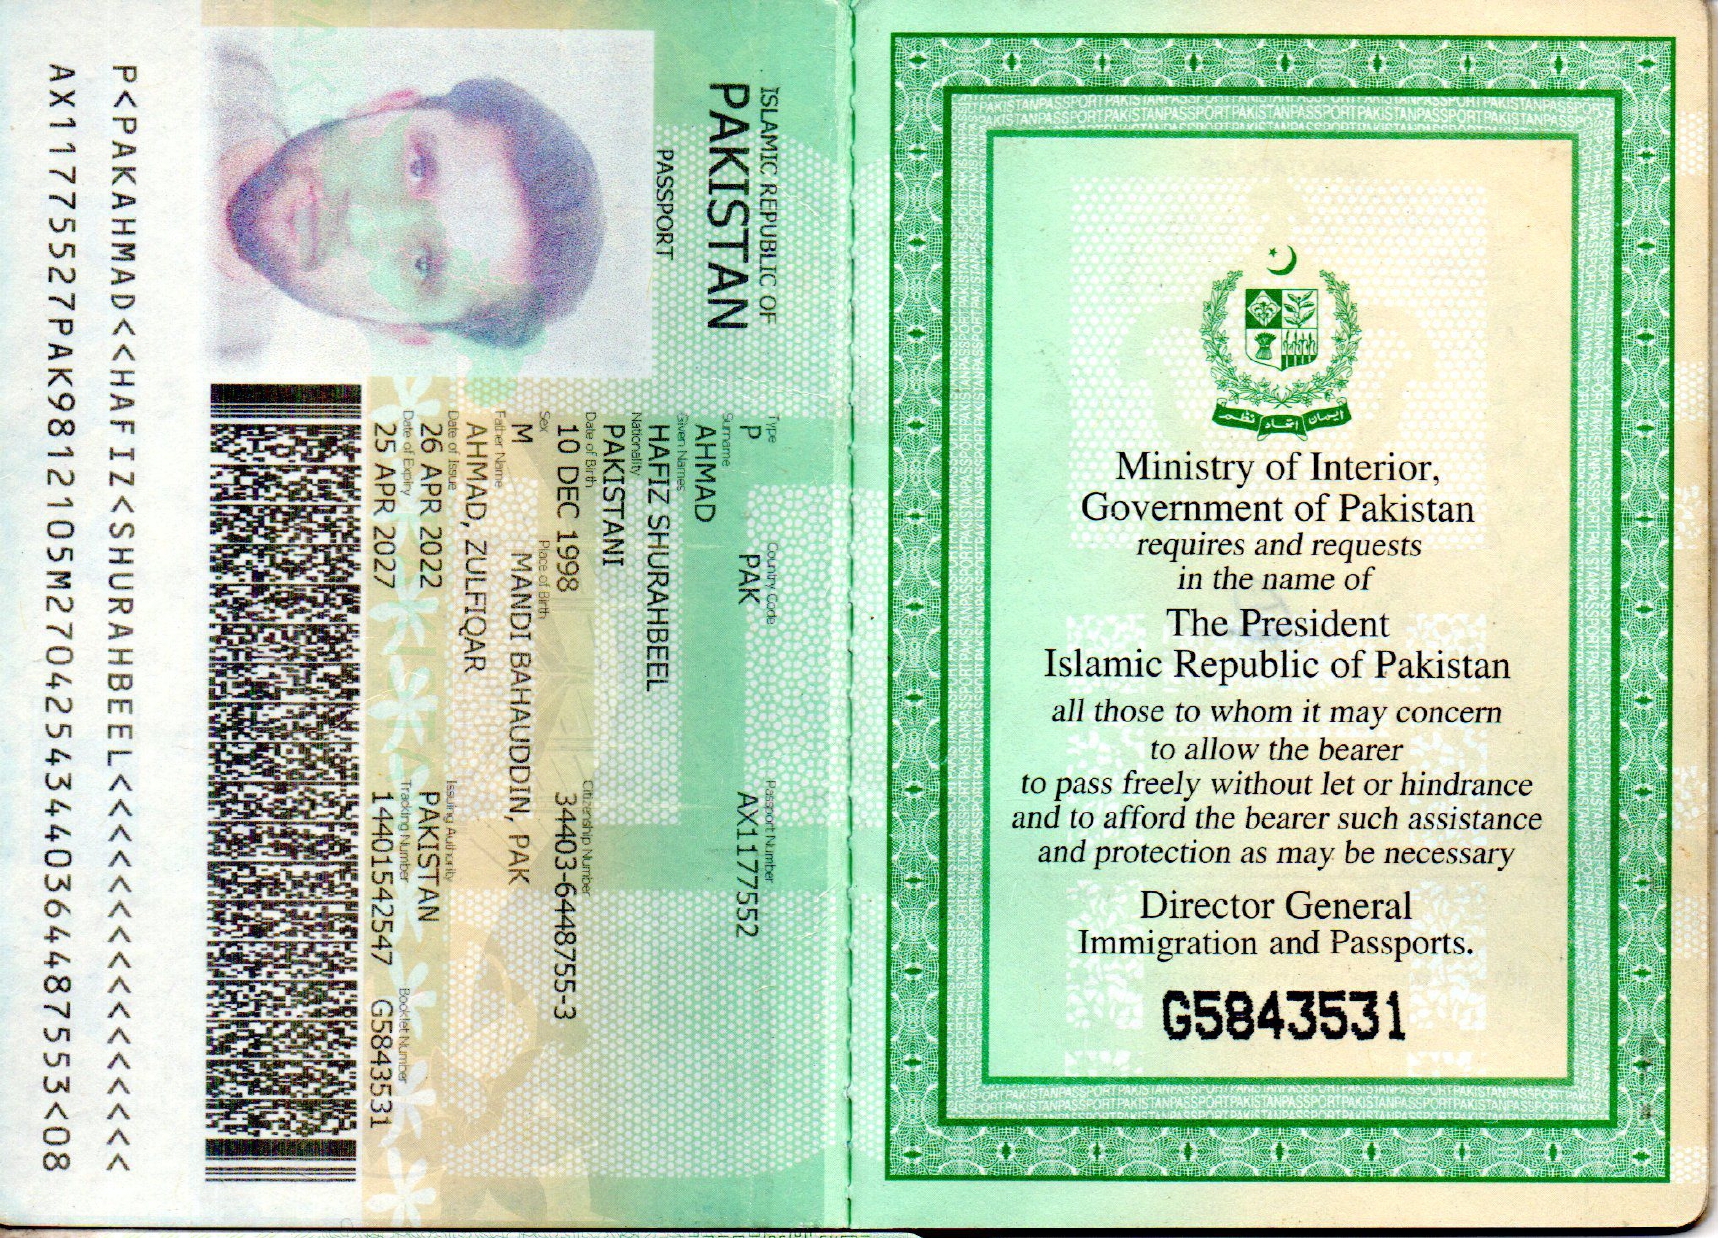 ISLAMIC REPUBLIC OF
PAKISTAN
PASSPORT
Type
P
Country Code
PAK
Passport Number
AX1177552
Surname
AHMAD
Given Names
HAFIZ SHURAHBEEL
Nationality
PAKISTANI
Date of Birth
10 DEC 1998
Citizenship Number
34403-6448755-3
Sex
M
Place of Birth
MANDI BAHAUDDIN, PAK
Father Name
AHMAD, ZULFIQAR
Date of Issue
26 APR 2022
Issuing Authority
PAKISTAN
Date of Expiry
25 APR 2027
Tracking Number
14401542547
Booklet Number
G5843531
P<PAKAHMAD<<HAFIZ<SHURAHBEEL<<<<<<<<<<<<<<<<
AX11775527PAK9812105M27042543440364487553<08
ایمان اتحاد نظم
Ministry of Interior,
Government of Pakistan
requires and requests
in the name of
The President
Islamic Republic of Pakistan
all those to whom it may concern
to allow the bearer
to pass freely without let or hindrance
and to afford the bearer such assistance
and protection as may be necessary
Director General
Immigration and Passports.
G5843531